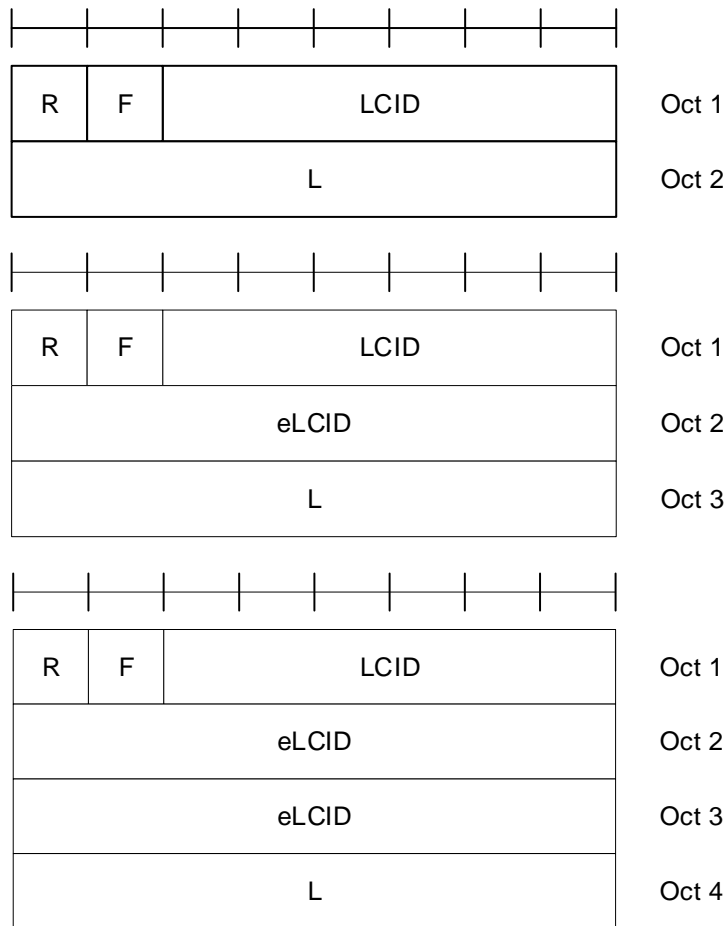 R F LCID Oct 1
L Oct 2
R F LCID Oct 1
eLCID Oct 2
L Oct 3
R F LCID Oct 1
eLCID Oct 2
eLCID Oct 3
L Oct 4